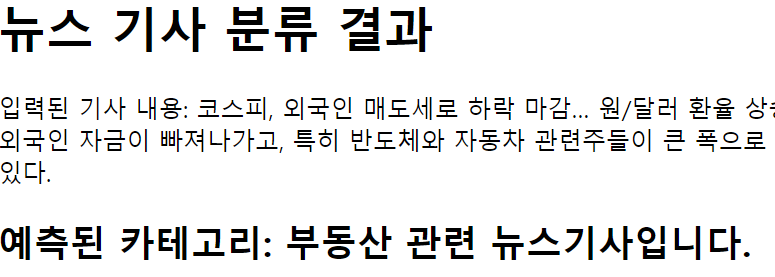 뉴스 기사 분류 결과
입력된 기사 내용: 코스피, 외국인 매도세로 하락 마감... 원/달러 환율
외국인 자금이 빠져나가고, 특히 반도체와 자동차 관련주들이 큰 폭으로
있다.
예측된 카테고리: 부동산 관련 뉴스기사입니다.